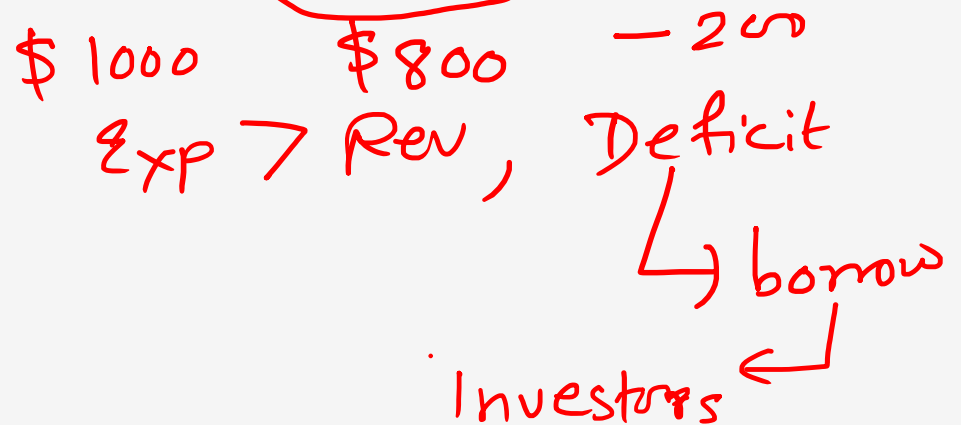 $ 1000 $ 800 - 200
Exp > Rev, Deficit
borrow
Investors